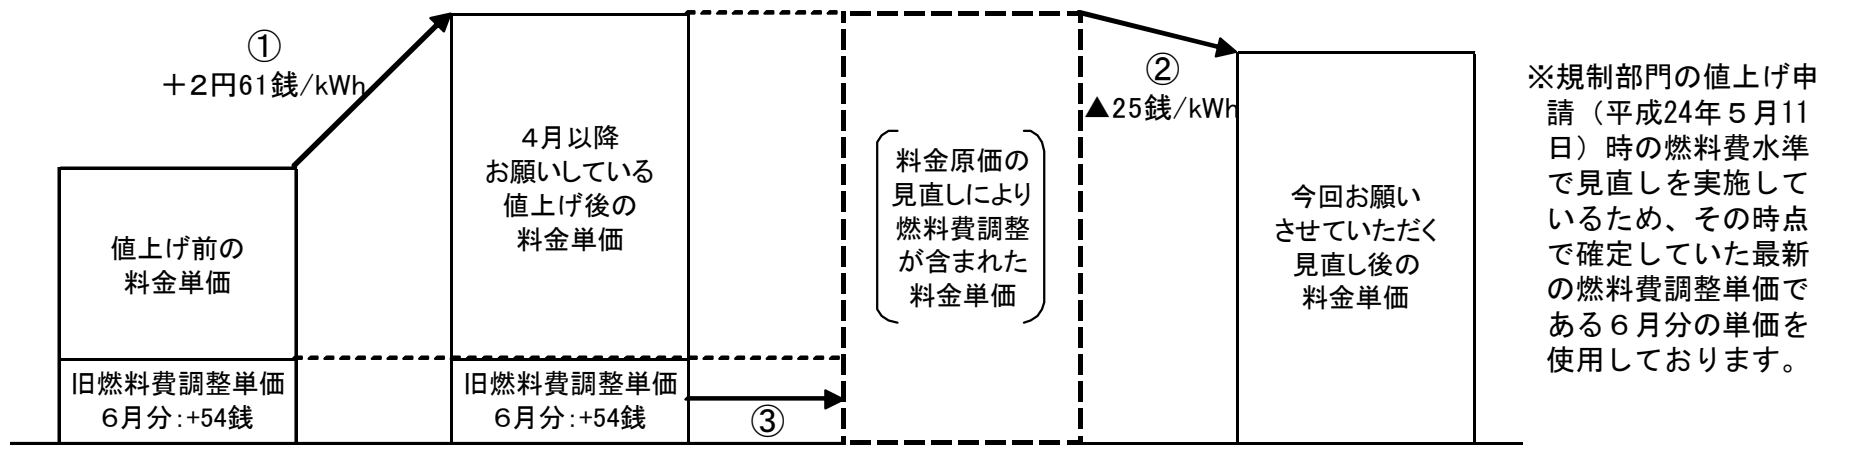 ①
＋２円61銭/kWh
値上げ前の
料金単価
旧燃料費調整単価
６月分：+54銭
４月以降
お願いしている
値上げ後の
料金単価
旧燃料費調整単価
６月分：+54銭
③
料金原価の
見直しにより
燃料費調整
が含まれた
料金単価
②
▲25銭/kWh
今回お願い
させていただく
見直し後の
料金単価
※規制部門の値上げ申
請（平成24年５月11
日）時の燃料費水準
で見直しを実施して
いるため、その時点
で確定していた最新
の燃料費調整単価で
ある６月分の単価を
使用しております。